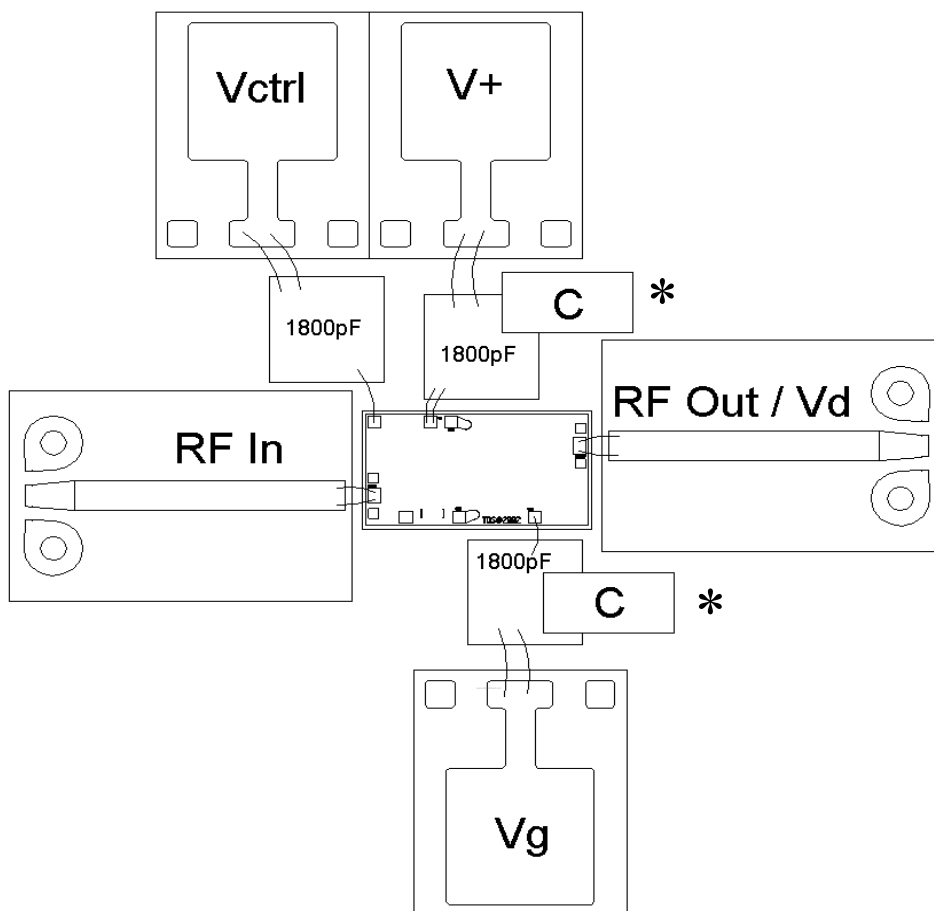 Vctrl
V+
1800pF
C
*
1800pF
RF In
RF Out / Vd
1800pF
C
*
Vg